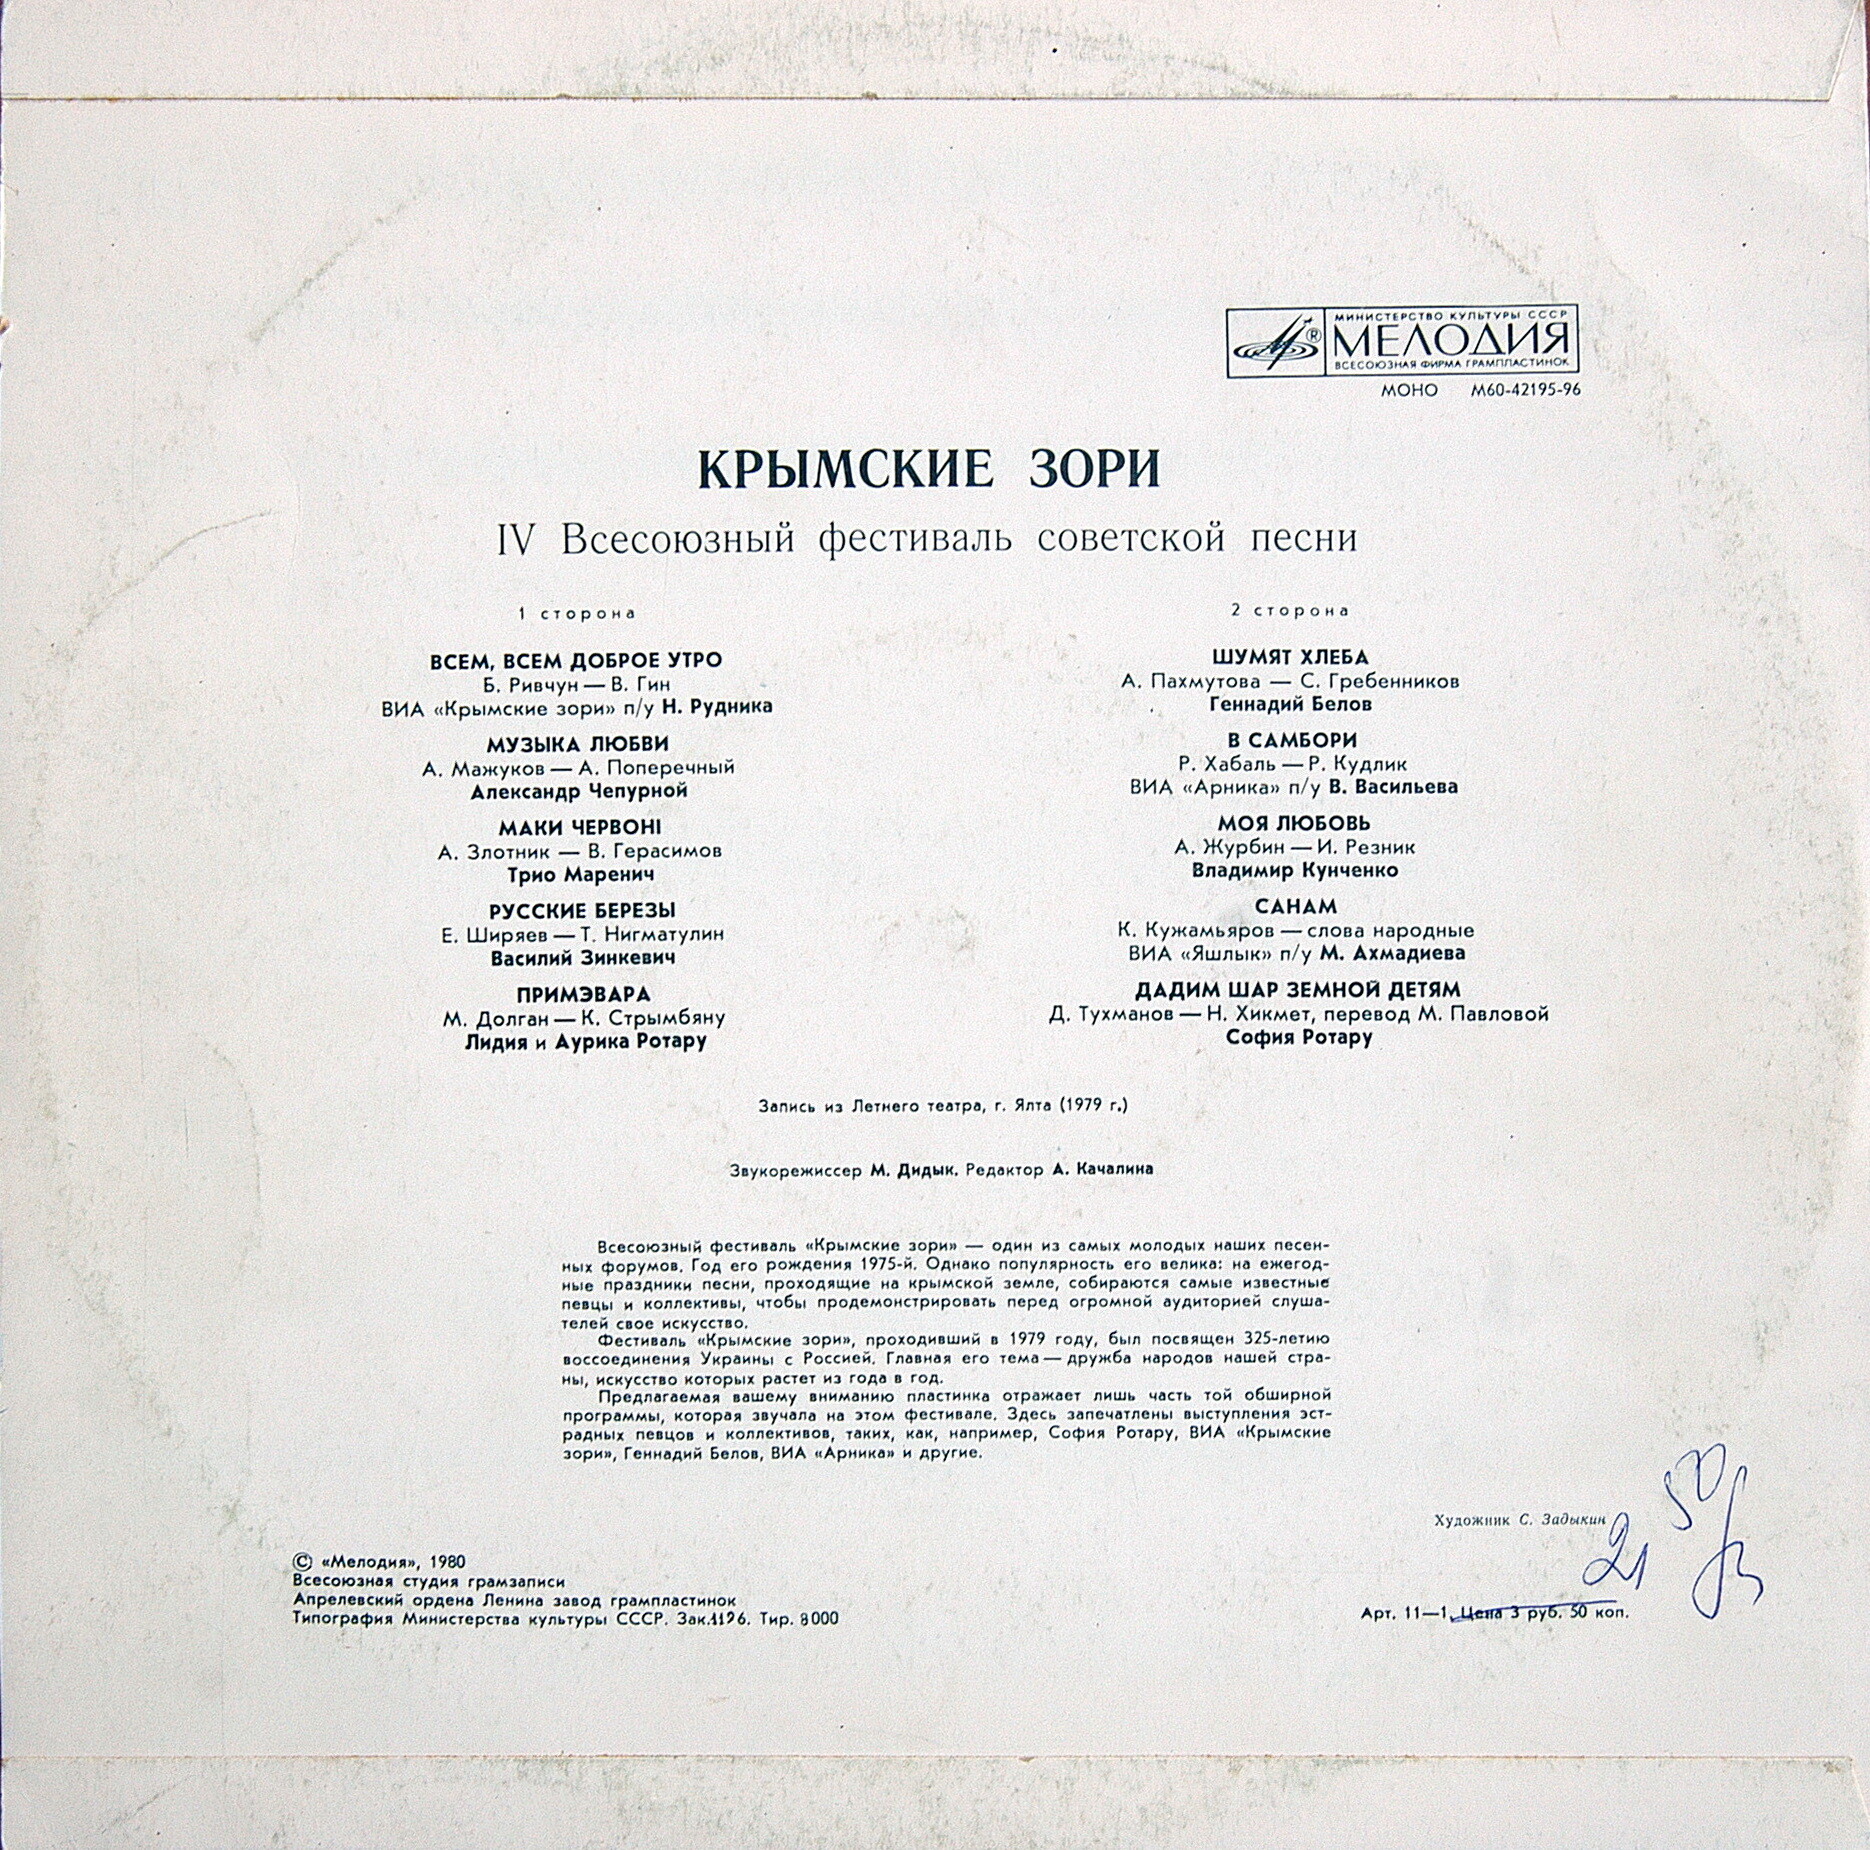 МИНИСТЕРСТВО КУЛЬТУРЫ СССР
МЕЛОДИЯ
ВСЕСОЮЗНАЯ ФИРМА ГРАМПЛАСТИНОК
МОНО М60-42195-96
КРЫМСКИЕ ЗОРИ
IV Всесоюзный фестиваль советской песни
1 сторона
ВСЕМ, ВСЕМ ДОБРОЕ УТРО
Б. Ривчун — В. Гин
ВИА «Крымские зори» п/у Н. Рудника
МУЗЫКА ЛЮБВИ
А. Мажуков — А. Поперечный
Александр Чепурной
МАКИ ЧЕРВОНІ
А. Злотник — В. Герасимов
Трио Маренич
РУССКИЕ БЕРЕЗЫ
Е. Ширяев — Т. Нигматулин
Василий Зинкевич
ПРИМЭВАРА
М. Долган — К. Стрымбяну
Лидия и Аурика Ротару
2 сторона
ШУМЯТ ХЛЕБА
А. Пахмутова — С. Гребенников
Геннадий Белов
В САМБОРИ
Р. Хабаль — Р. Кудлик
ВИА «Арника» п/у В. Васильева
МОЯ ЛЮБОВЬ
А. Журбин — И. Резник
Владимир Кунченко
САНАМ
К. Кужамьяров — слова народные
ВИА «Яшлык» п/у М. Ахмадиева
ДАДИМ ШАР ЗЕМНОЙ ДЕТЯМ
Д. Тухманов — Н. Хикмет, перевод М. Павловой
София Ротару
Запись из Летнего театра, г. Ялта (1979 г.)
Звукорежиссер М. Дидык. Редактор А. Качалина
Всесоюзный фестиваль «Крымские зори» — один из самых молодых наших песен-
ных форумов. Год его рождения 1975-й. Однако популярность его велика: на ежегод-
ные праздники песни, проходящие на крымской земле, собираются самые известные
певцы и коллективы, чтобы продемонстрировать перед огромной аудиторией слуша-
телей свое искусство.
Фестиваль «Крымские зори», проходивший в 1979 году, был посвящен 325-летию
воссоединения Украины с Россией. Главная его тема — дружба народов нашей стра-
ны, искусство которых растет из года в год.
Предлагаемая вашему вниманию пластинка отражает лишь часть той обширной
программы, которая звучала на этом фестивале. Здесь запечатлены выступления эст-
радных певцов и коллективов, таких, как, например, София Ротару, ВИА «Крымские
зори», Геннадий Белов, ВИА «Арника» и другие.
Художник С. Задыкин
© «Мелодия», 1980
Всесоюзная студия грамзаписи
Апрелевский ордена Ленина завод грампластинок
Типография Министерства культуры СССР. Зак.1126. Тир. 8000
Арт. 11—1. Цена 3 руб. 50 коп.